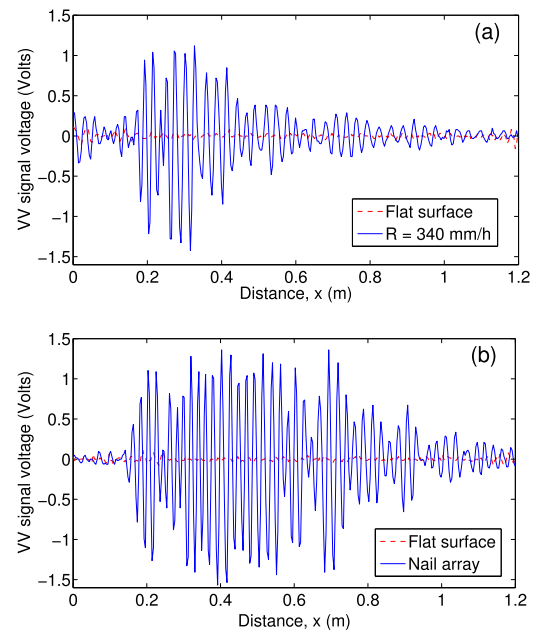 (a)
1.5
1
0.5
0
−0.5
−1
−1.5
VV signal voltage (Volts)
Flat surface
R = 340 mm/h
0 0.2 0.4 0.6 0.8 1 1.2
Distance, x (m)
(b)
1.5
1
0.5
0
−0.5
−1
−1.5
VV signal voltage (Volts)
Flat surface
Nail array
0 0.2 0.4 0.6 0.8 1 1.2
Distance, x (m)